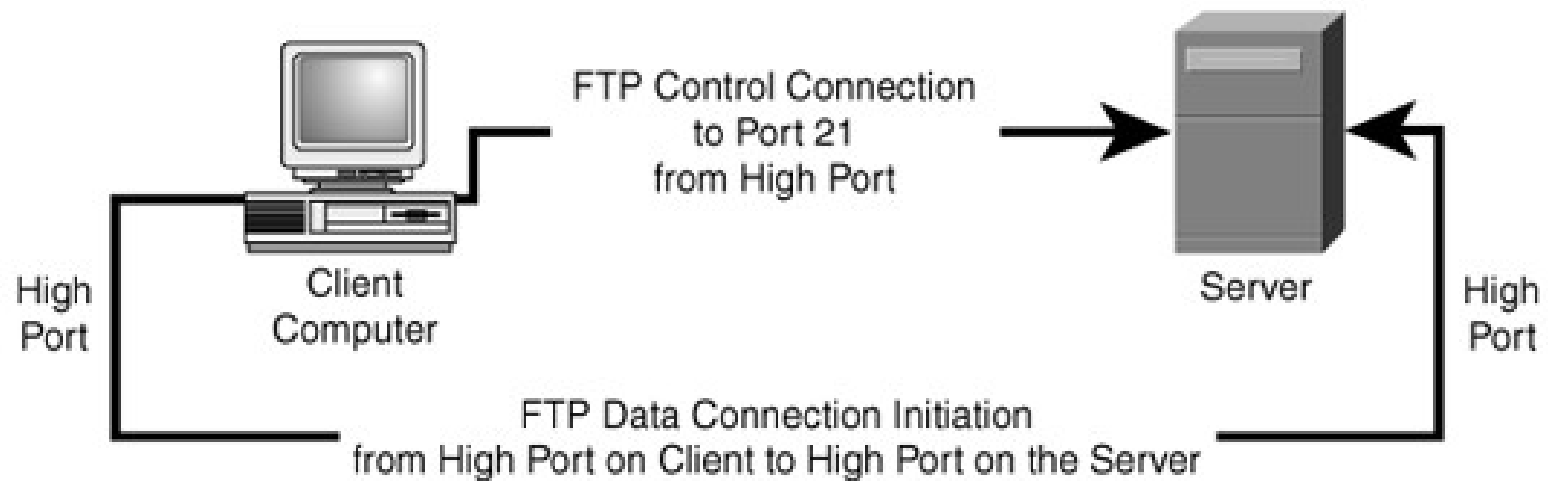 FTP Control Connection
to Port 21
from High Port
Client
Computer
Server
High
Port
High
Port
FTP Data Connection Initiation
from High Port on Client to High Port on the Server